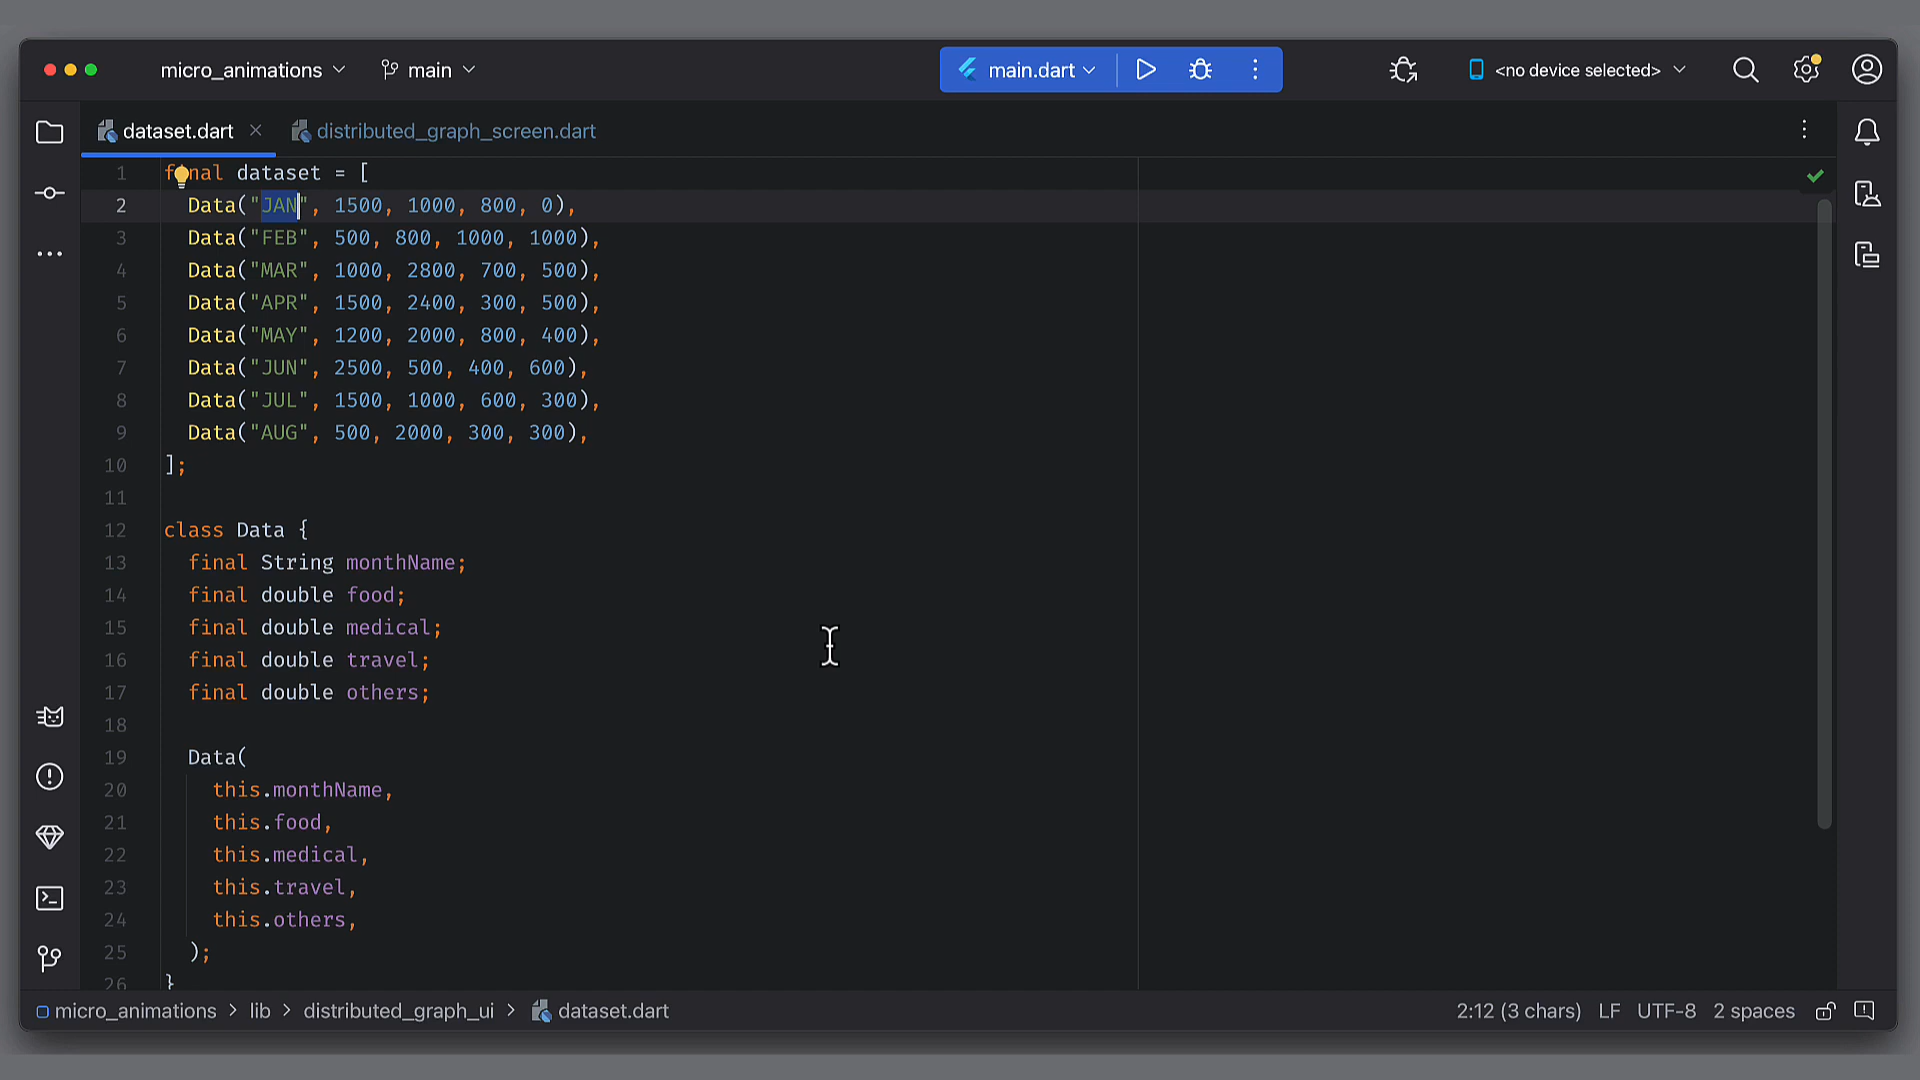 micro_animations main main.dart <no device selected>
dataset.dart distributed_graph_screen.dart
1 final dataset = [
2 Data("JAN", 1500, 1000, 800, 0),
3 Data("FEB", 500, 800, 1000, 1000),
4 Data("MAR", 1000, 2800, 700, 500),
5 Data("APR", 1500, 2400, 300, 500),
6 Data("MAY", 1200, 2000, 800, 400),
7 Data("JUN", 2500, 500, 400, 600),
8 Data("JUL", 1500, 1000, 600, 300),
9 Data("AUG", 500, 2000, 300, 300),
10 ];
11
12 class Data {
13 final String monthName;
14 final double food;
15 final double medical;
16 final double travel;
17 final double others;
18
19 Data(
20 this.monthName,
21 this.food,
22 this.medical,
23 this.travel,
24 this.others,
25 );
26 }
micro_animations > lib > distributed_graph_ui > dataset.dart 2:12 (3 chars) LF UTF-8 2 spaces